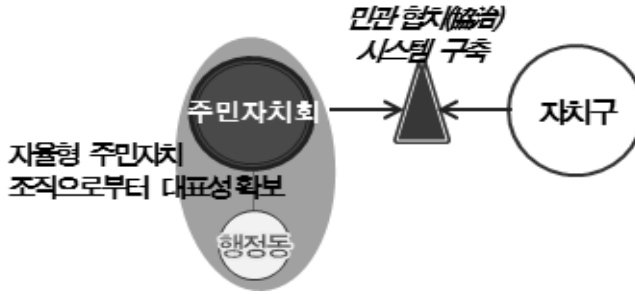 민관 협치(協治)
시스템 구축
주민자치회
자치구
자율형 주민자치
조직으로부터 대표성 확보
행정동